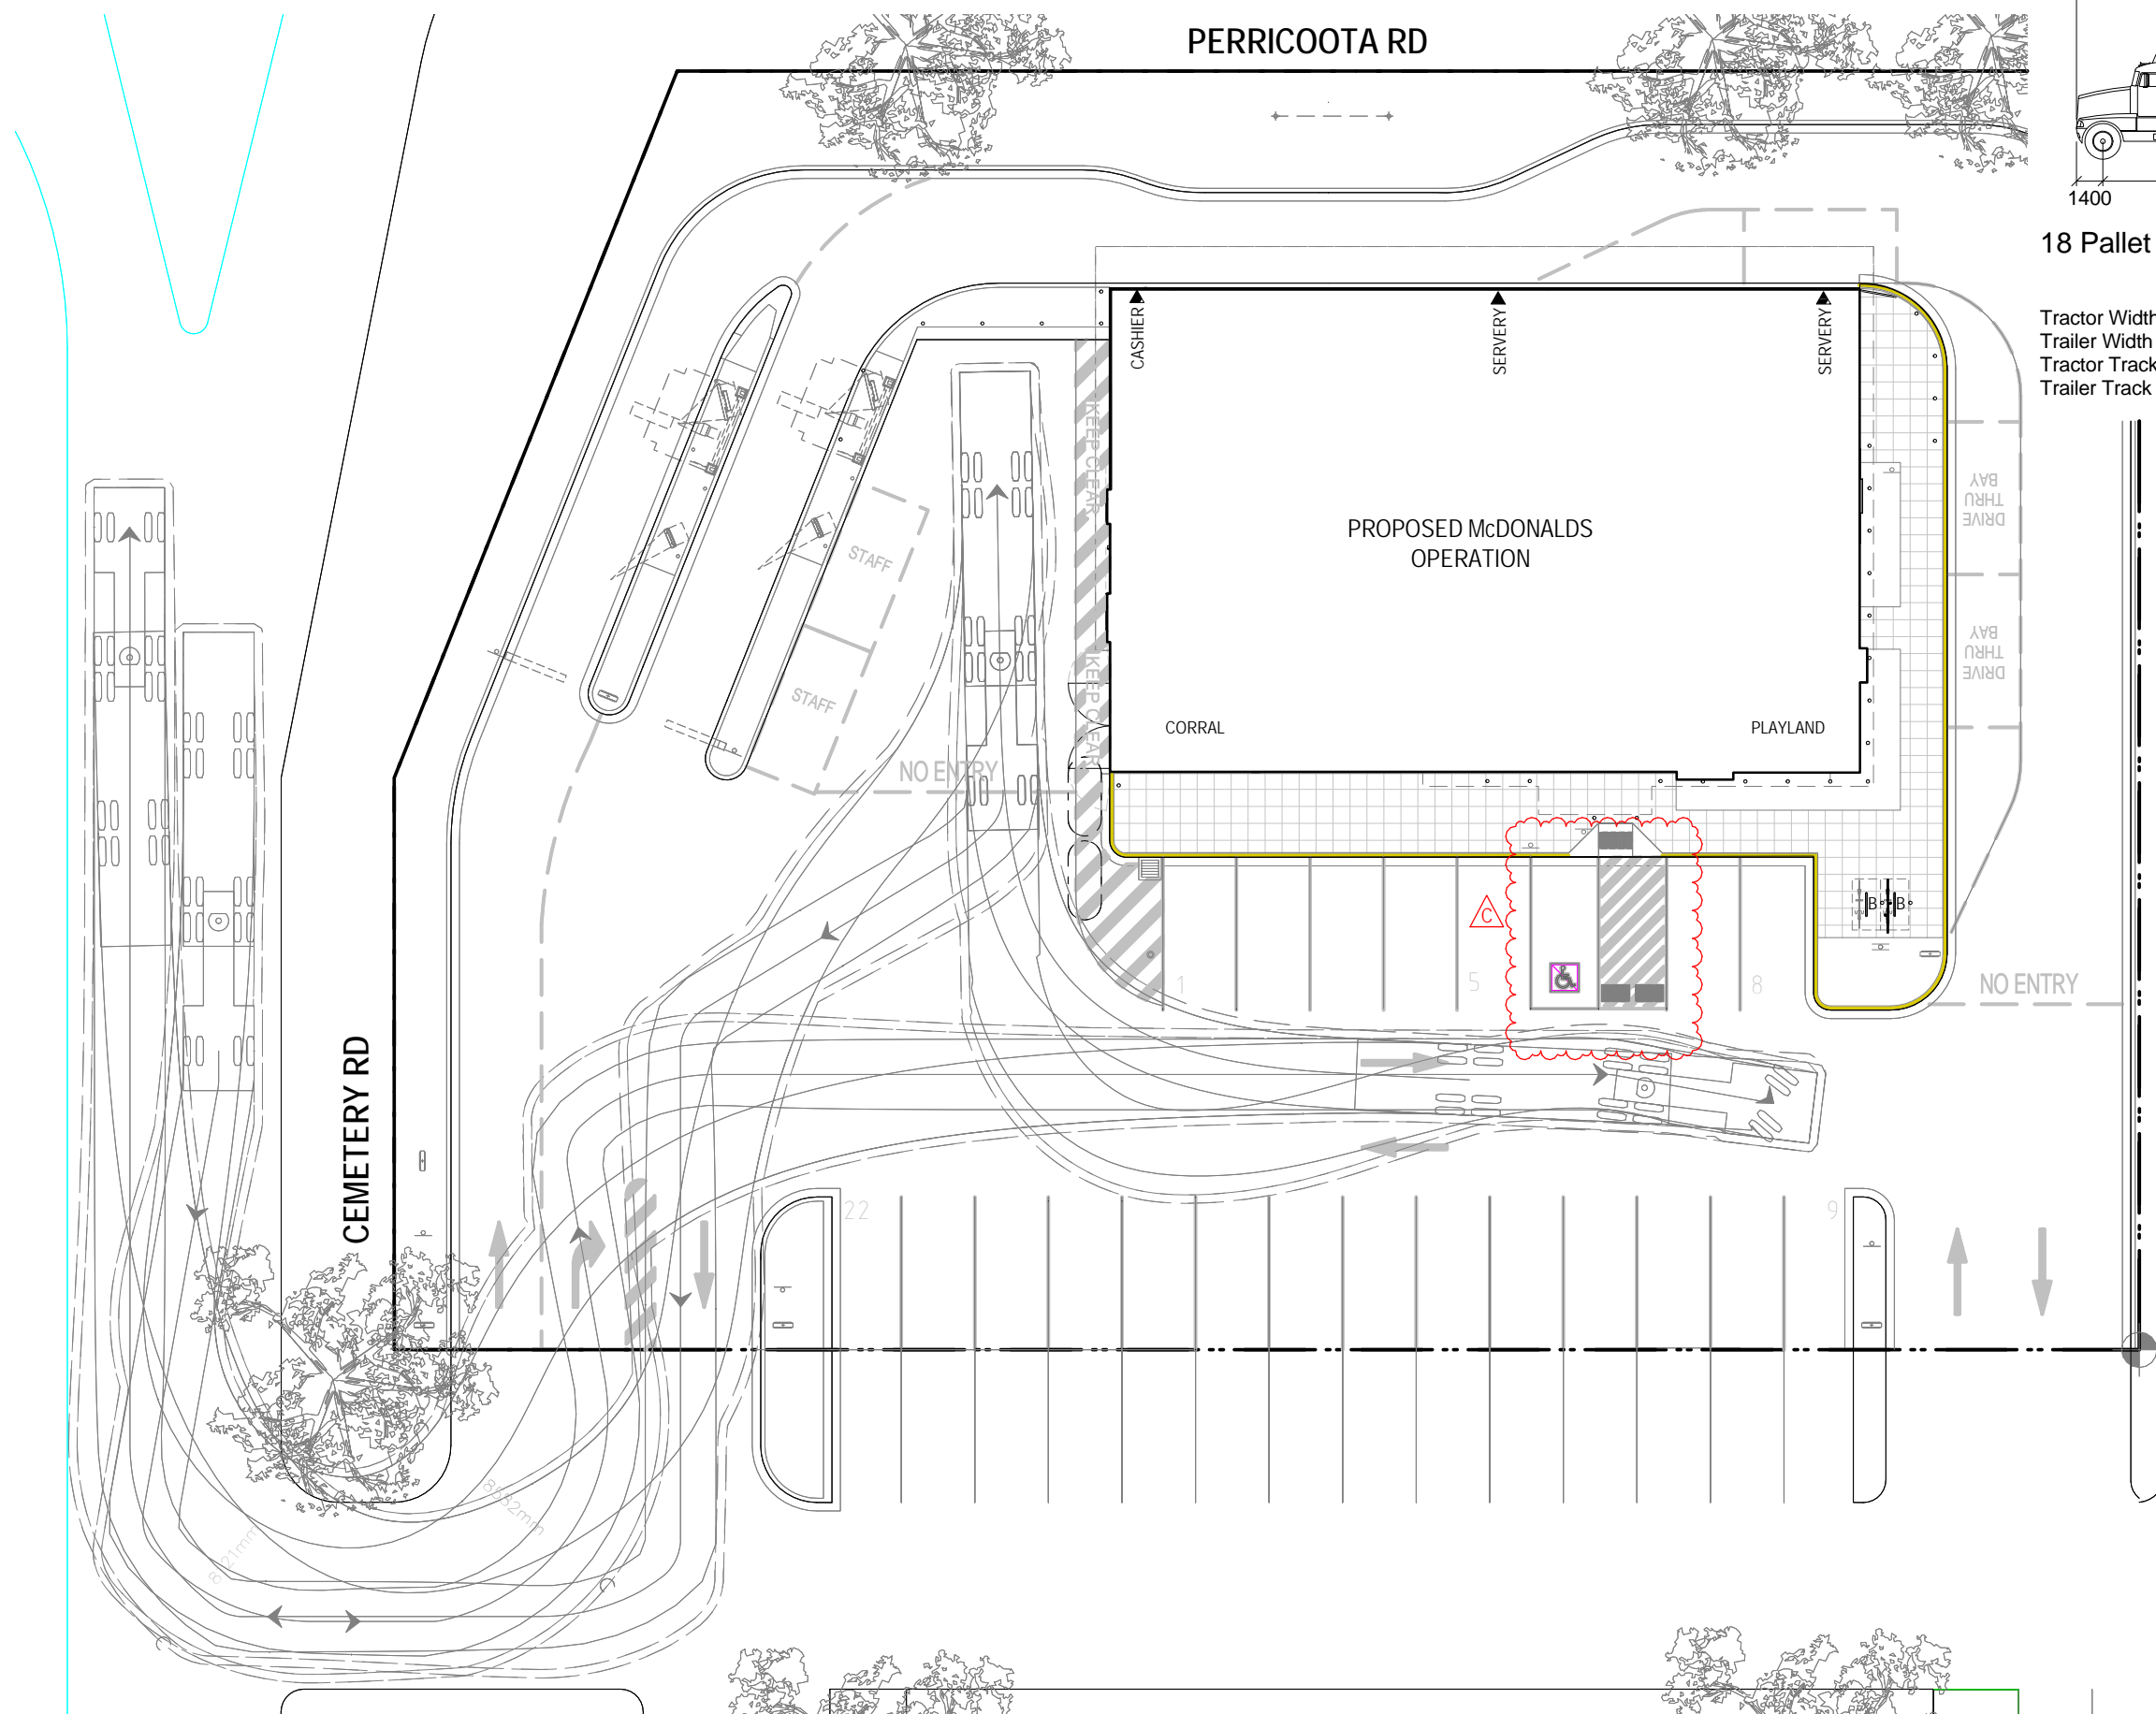 PERRICOOTA RD
1400
18 Pallet
Tractor Width
Trailer Width
Tractor Track
Trailer Track
CASHIER
SERVERY
SERVERY
KEEP CLEAR
KEEP CLEAR
PROPOSED McDONALDS
OPERATION
STAFF
STAFF
DRIVE
THRU
BAY
DRIVE
THRU
BAY
CORRAL
PLAYLAND
NO ENTRY
C
B
B
1
5
8
NO ENTRY
CEMETERY RD
22
9